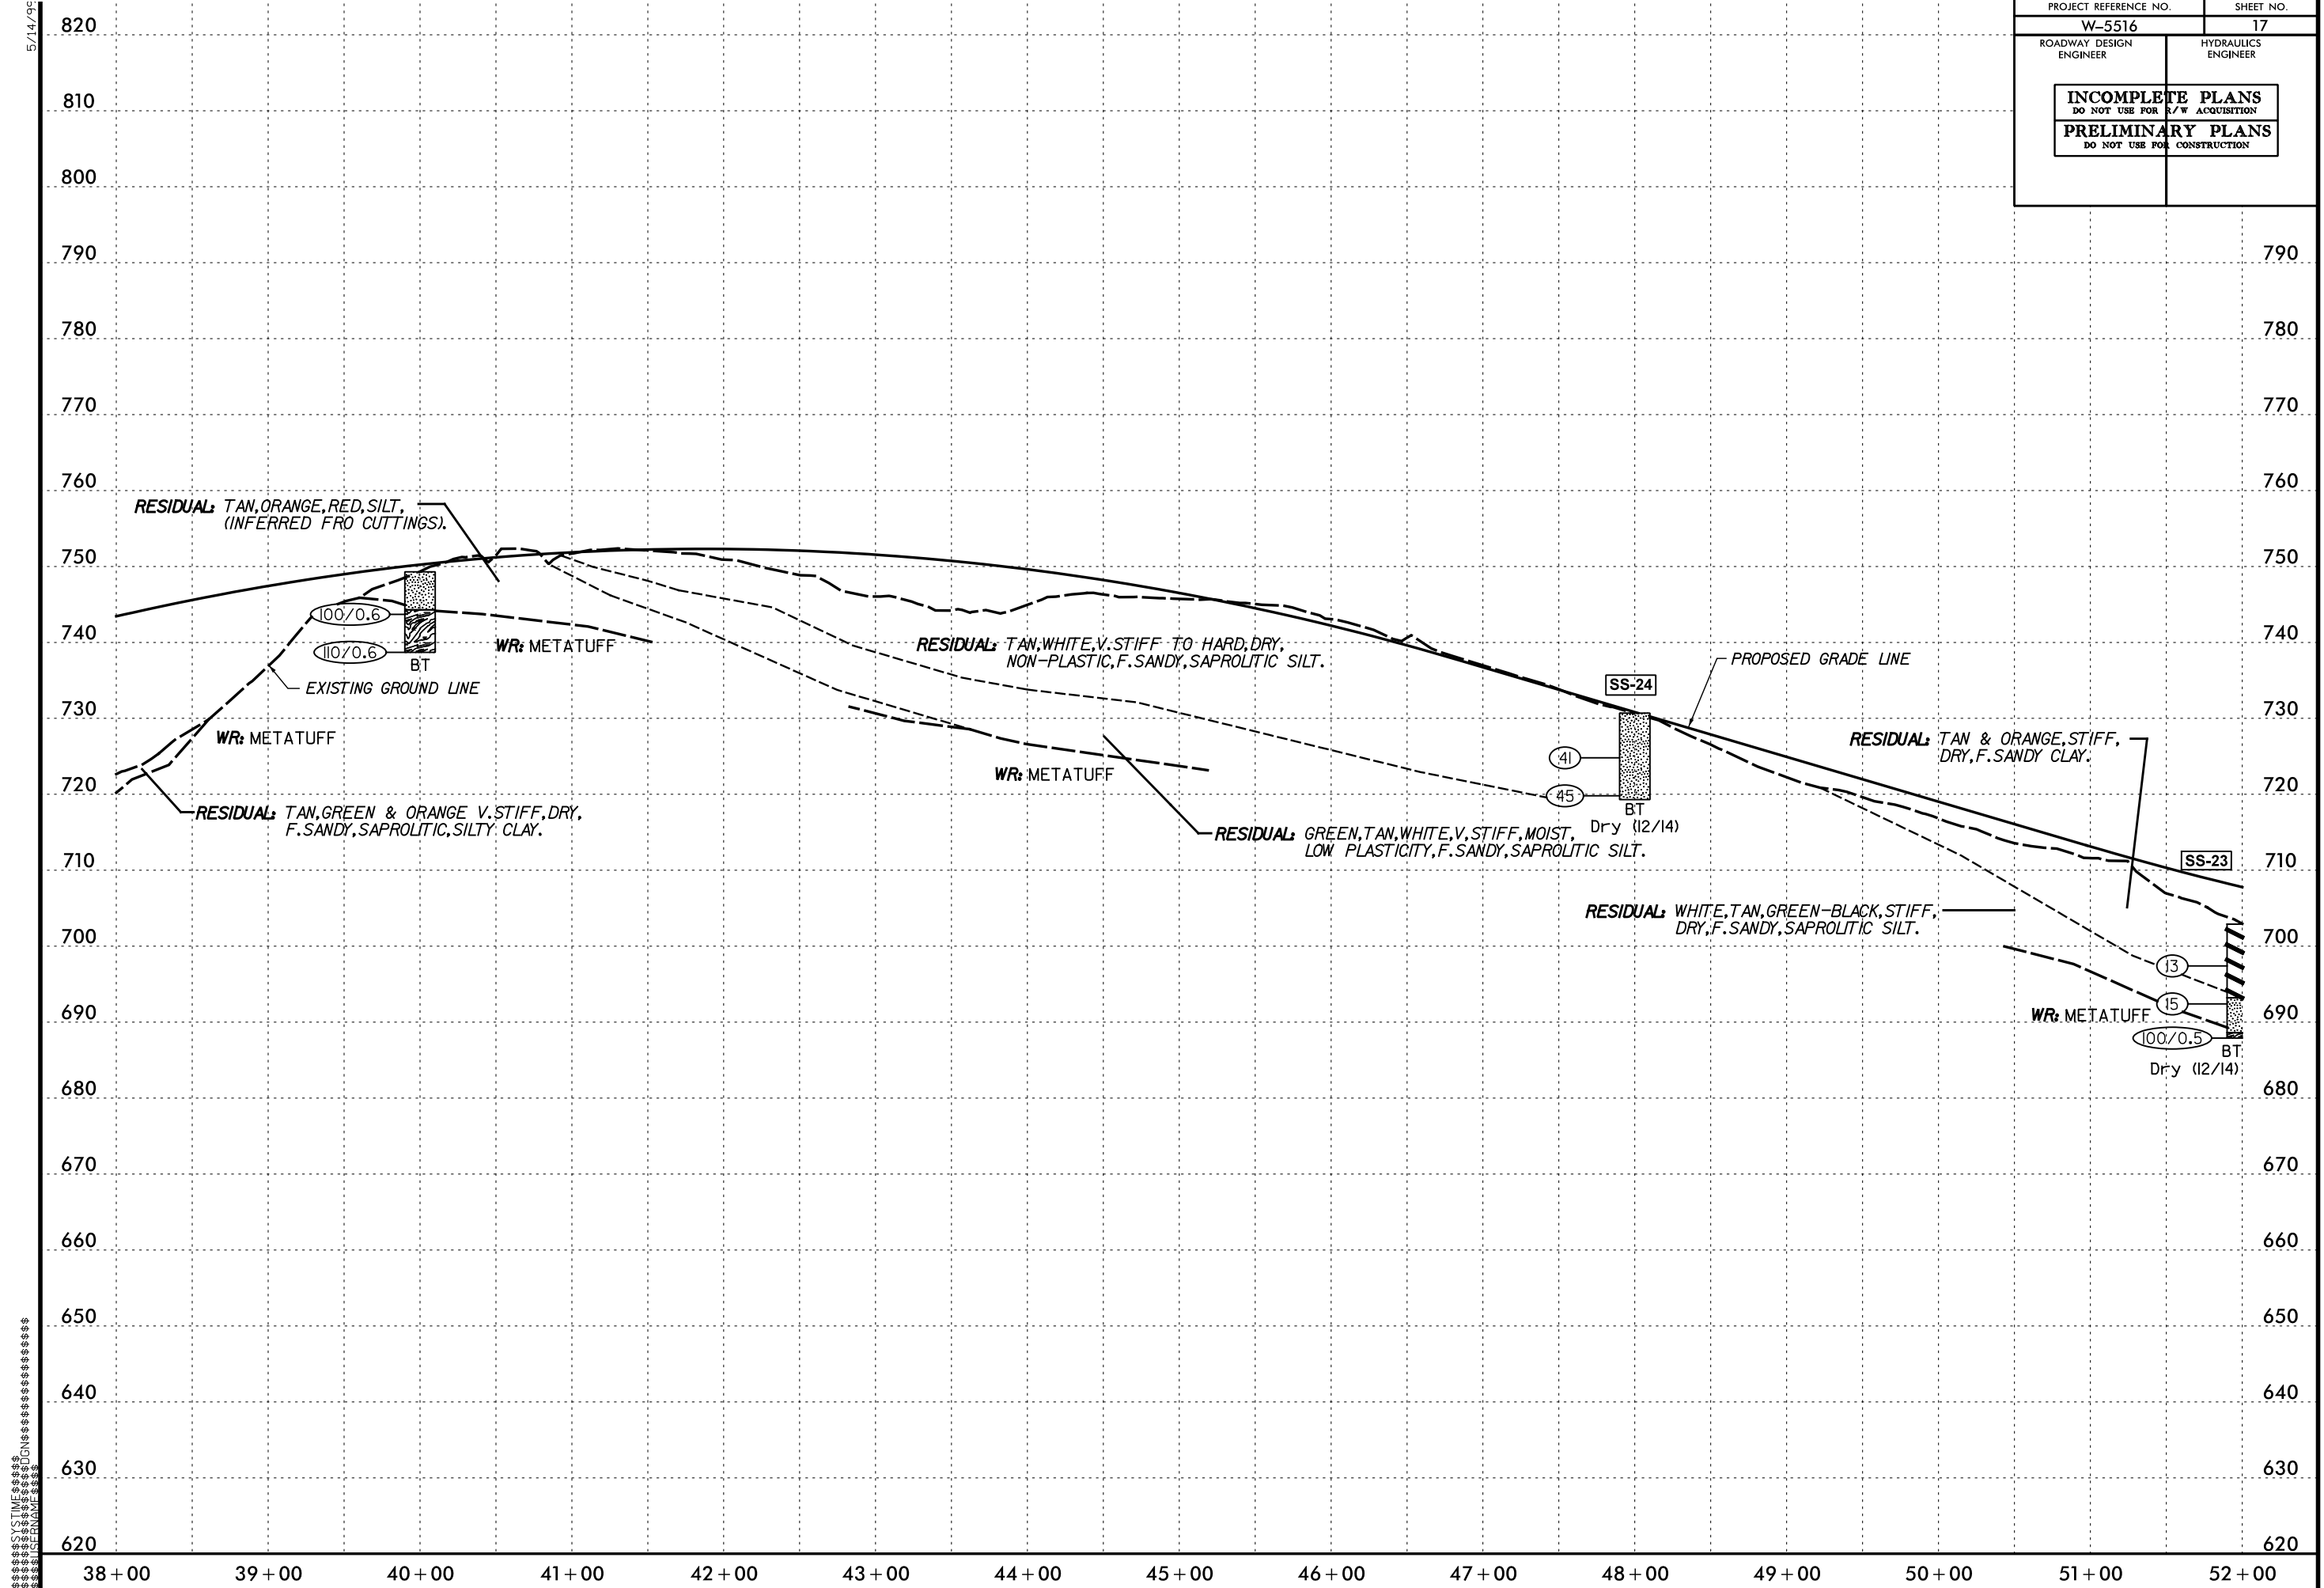 5/14/99
PROJECT REFERENCE NO.
SHEET NO.
W-5516
17
ROADWAY DESIGN
ENGINEER
HYDRAULICS
ENGINEER
INCOMPLETE PLANS
DO NOT USE FOR R/W ACQUISITION
PRELIMINARY PLANS
DO NOT USE FOR CONSTRUCTION
820
810
800
790
790
780
780
770
770
760
760
RESIDUAL: TAN,ORANGE,RED,SILT,
(INFERRED FRO CUTTINGS).
750
750
100/0.6
740
740
110/0.6
BT
WR: METATUFF
RESIDUAL: TAN,WHITE,V.STIFF TO HARD,DRY,
NON-PLASTIC,F.SANDY,SAPROLITIC SILT.
PROPOSED GRADE LINE
EXISTING GROUND LINE
SS-24
730
730
WR: METATUFF
RESIDUAL: TAN & ORANGE,STIFF,
DRY,F.SANDY CLAY.
41
WR: METATUFF
720
720
45
BT
Dry (12/14)
RESIDUAL: TAN,GREEN & ORANGE V.STIFF,DRY,
F.SANDY,SAPROLITIC,SILTY CLAY.
RESIDUAL: GREEN,TAN,WHITE,V,STIFF,MOIST,
LOW PLASTICITY,F.SANDY,SAPROLITIC SILT.
710
SS-23
710
RESIDUAL: WHITE,TAN,GREEN-BLACK,STIFF,
DRY,F.SANDY,SAPROLITIC SILT.
700
700
13
15
690
WR: METATUFF
690
100/0.5
BT
Dry (12/14)
680
680
670
670
660
660
650
650
640
640
630
630
620
620
38+00
39+00
40+00
41+00
42+00
43+00
44+00
45+00
46+00
47+00
48+00
49+00
50+00
51+00
52+00